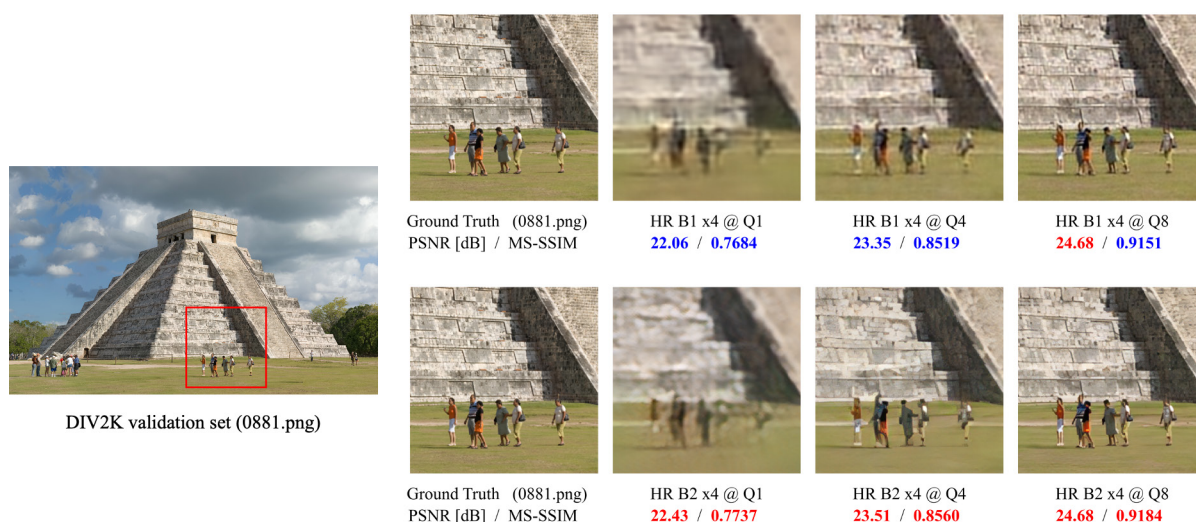 Ground Truth (0881.png)
PSNR [dB] / MS-SSIM
HR B1 x4 @ Q1
22.06 / 0.7684
HR B1 x4 @ Q4
23.35 / 0.8519
HR B1 x4 @ Q8
24.68 / 0.9151
DIV2K validation set (0881.png)
Ground Truth (0881.png)
PSNR [dB] / MS-SSIM
HR B2 x4 @ Q1
22.43 / 0.7737
HR B2 x4 @ Q4
23.51 / 0.8560
HR B2 x4 @ Q8
24.68 / 0.9184